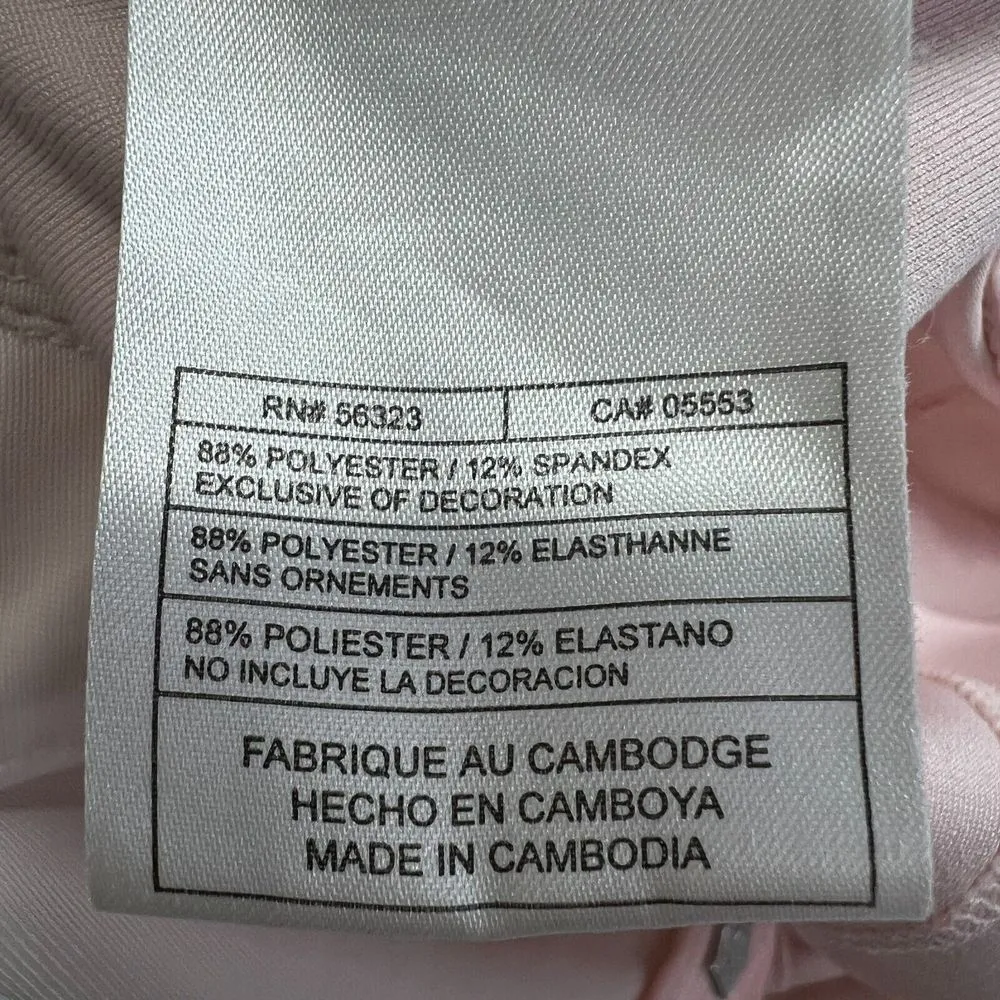 RN# 56323 CA# 05553
88% POLYESTER / 12% SPANDEX
EXCLUSIVE OF DECORATION
88% POLYESTER / 12% ELASTHANNE
SANS ORNEMENTS
88% POLIESTER / 12% ELASTANO
NO INCLUYE LA DECORACION
FABRIQUE AU CAMBODGE
HECHO EN CAMBOYA
MADE IN CAMBODIA